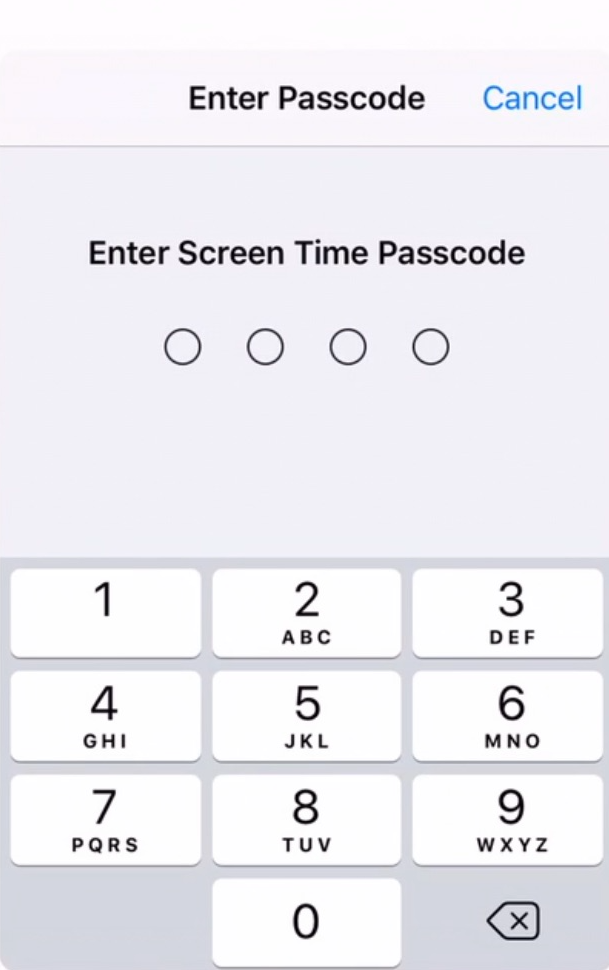 Enter Passcode Cancel
Enter Screen Time Passcode
1 2 3
ABC DEF
4 5 6
GHI JKL MNO
7 8 9
PQRS TUV WXYZ
0